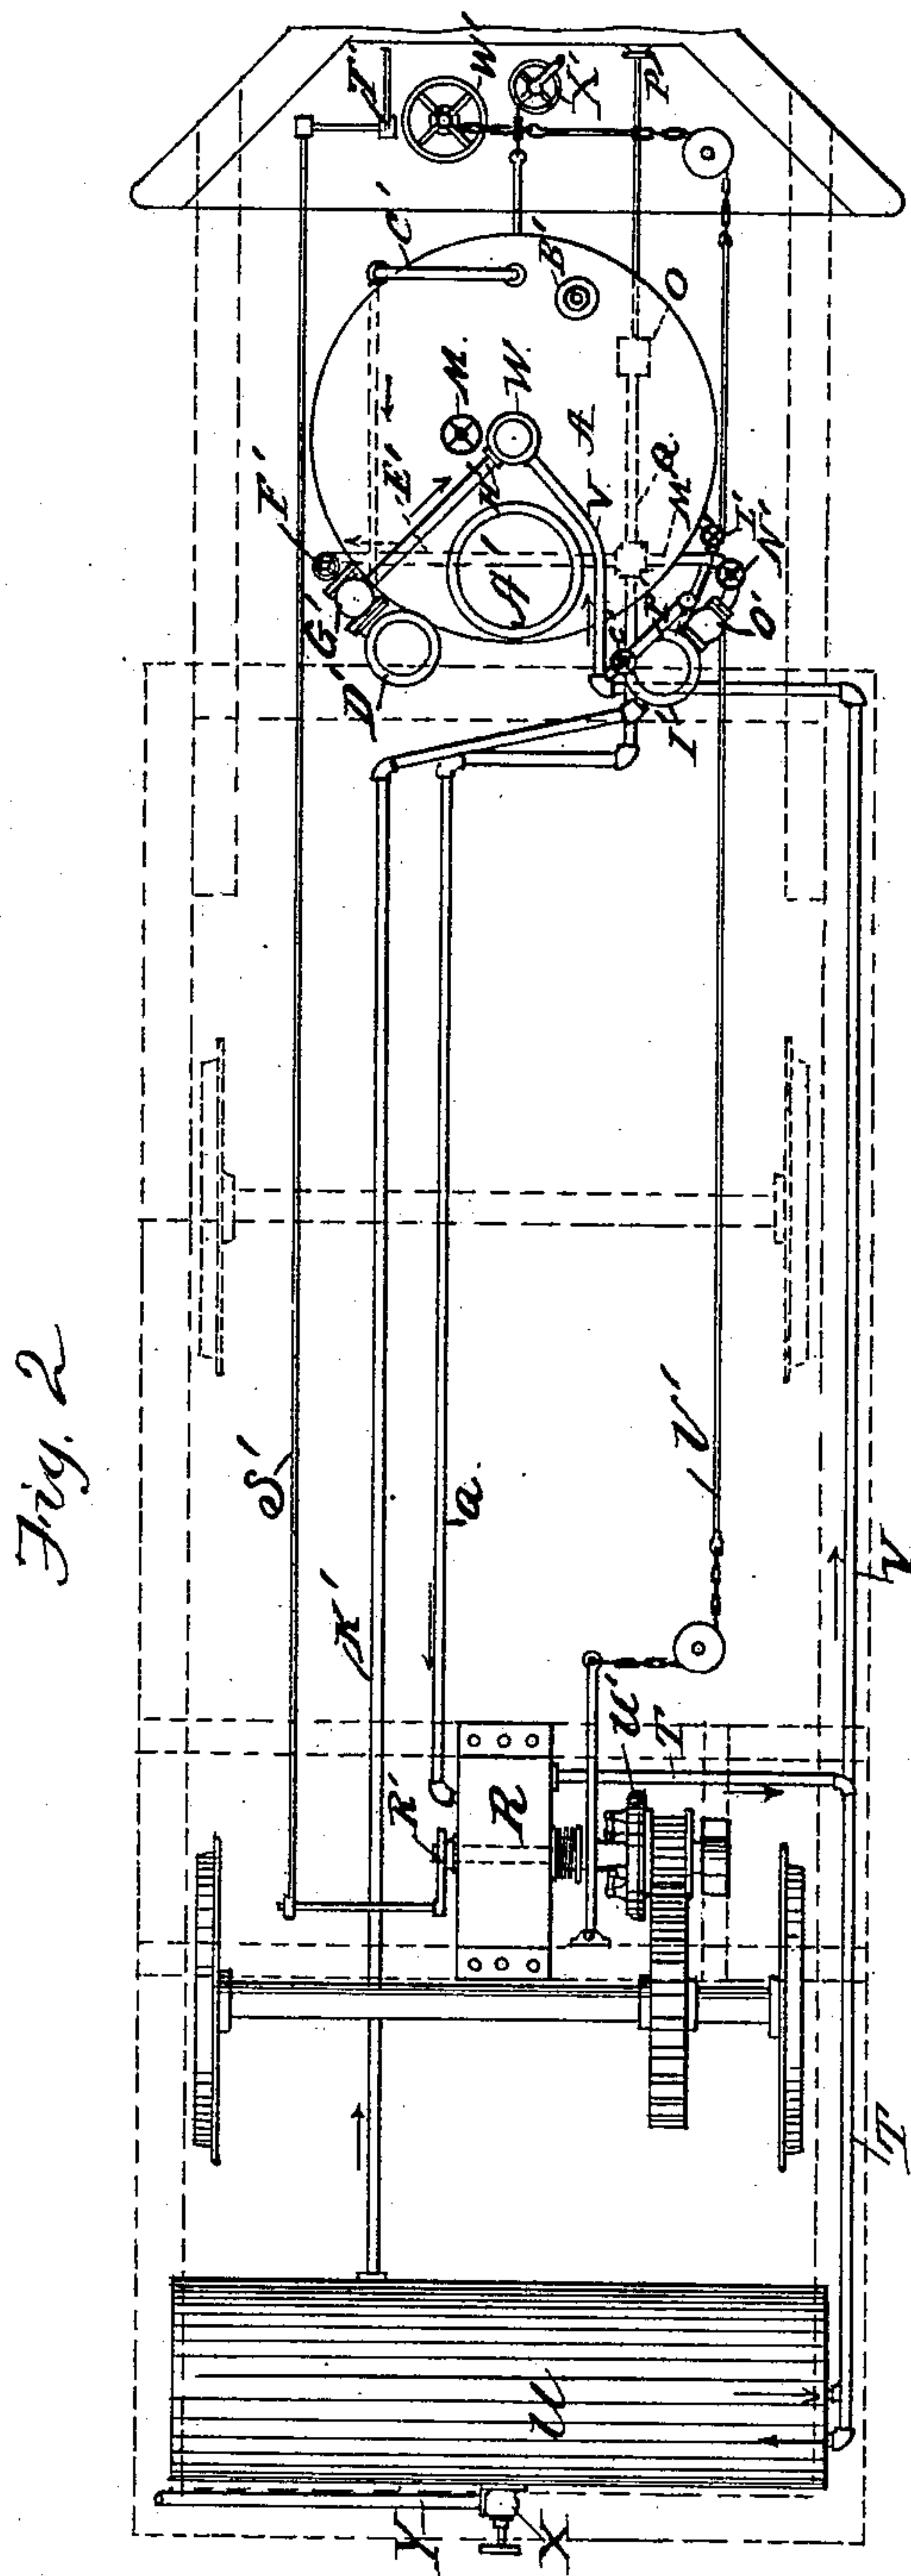 Fig. 2
T'
W'
X'
P
C'
B'
O
M.
W.
F'
E'
H
V
A
Q.
M
I'
N'
G'
A'
C
P
O'
D'
I
S'
K'
a.
U'
V'
V
R'
R
U'
T
T
U
Y
X